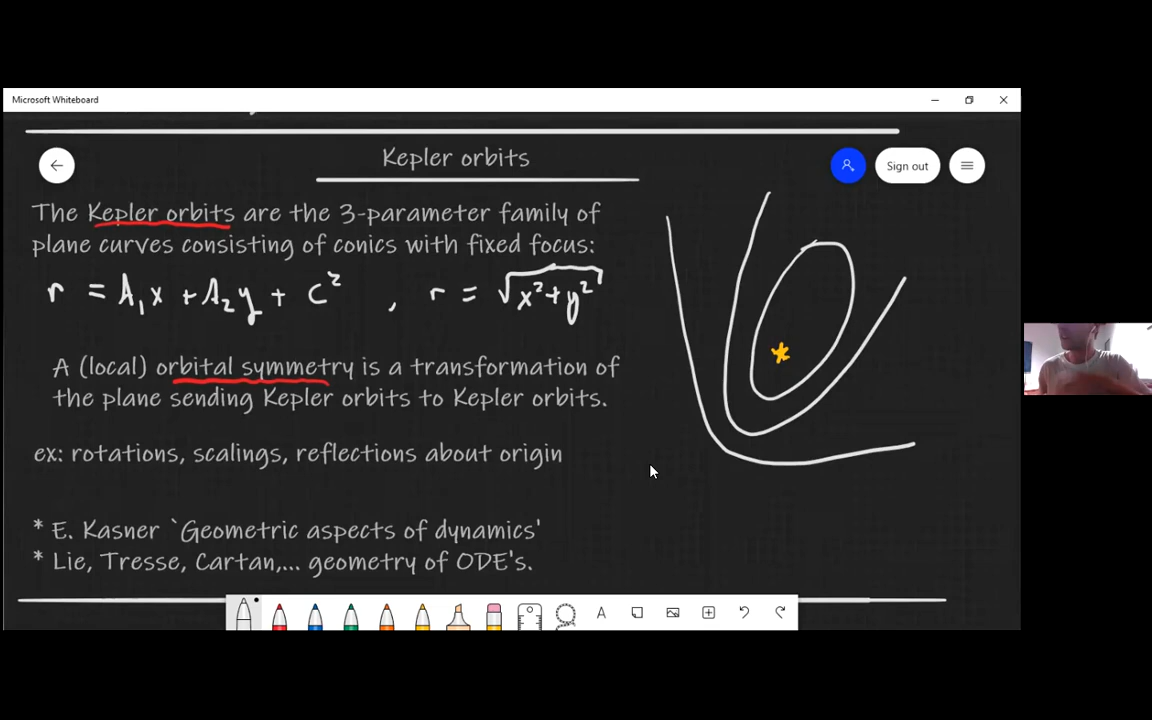 Microsoft Whiteboard
Kepler orbits
Sign out
The Kepler orbits are the 3-parameter family of
plane curves consisting of conics with fixed focus:
r = A₁x + A₂y + c² , r = √x²+y²
A (local) orbital symmetry is a transformation of
the plane sending Kepler orbits to Kepler orbits.
ex: rotations, scalings, reflections about origin
* E. Kasner `Geometric aspects of dynamics'
* Lie, Tresse, Cartan,... geometry of ODE's.
A